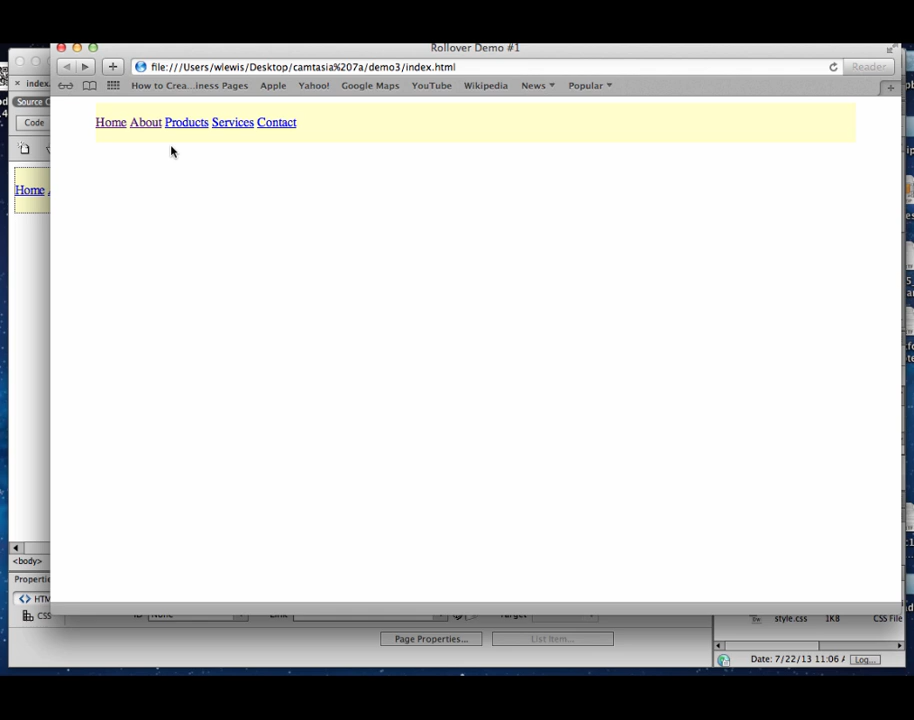 Rollover Demo #1
file:///Users/wlewis/Desktop/camtasia%207a/demo3/index.html
Reader
index.
How to Crea...iness Pages Apple Yahoo! Google Maps YouTube Wikipedia News Popular
Source C
Code
Home About Products Services Contact
Home
<body>
Properti
HTM
CSS
Page Properties...
List Item...
style.css 1KB CSS File
Date: 7/22/13 11:06 A
Log...